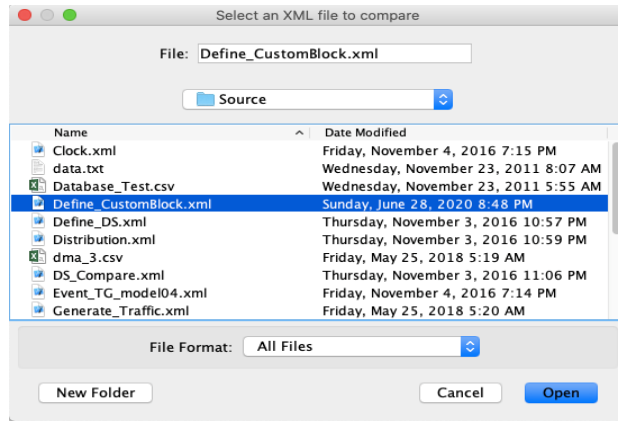 Select an XML file to compare
File: Define_CustomBlock.xml
Source
Name Date Modified
Clock.xml Friday, November 4, 2016 7:15 PM
data.txt Wednesday, November 23, 2011 8:07 AM
Database_Test.csv Wednesday, November 23, 2011 5:55 AM
Define_CustomBlock.xml Sunday, June 28, 2020 8:48 PM
Define_DS.xml Thursday, November 3, 2016 10:57 PM
Distribution.xml Thursday, November 3, 2016 10:59 PM
dma_3.csv Friday, May 25, 2018 5:19 AM
DS_Compare.xml Thursday, November 3, 2016 11:06 PM
Event_TG_model04.xml Friday, November 4, 2016 7:14 PM
Generate_Traffic.xml Friday, May 25, 2018 5:20 AM
File Format: All Files
New Folder Cancel Open